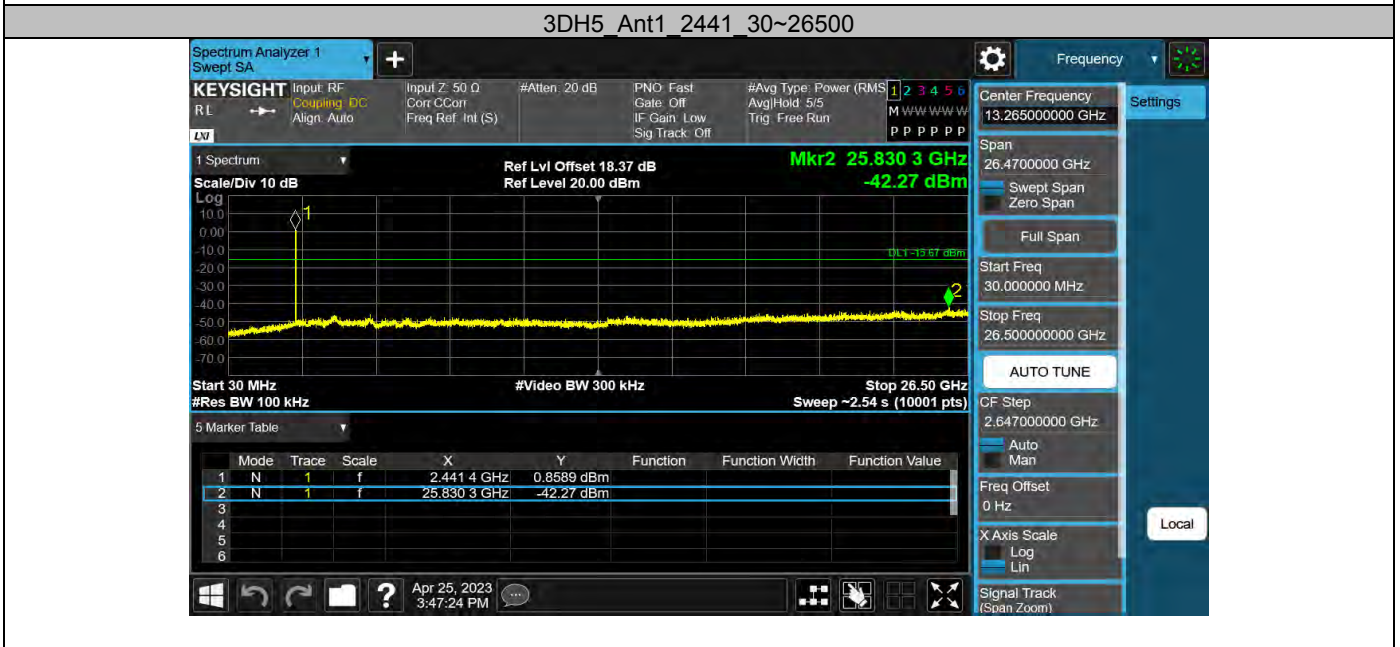 3DH5_Ant1_2441_30~26500
Spectrum Analyzer 1
Swept SA
+
Frequency
KEYSIGHT
RL
LXI
Input: RF
Coupling: DC
Align: Auto
Input Z: 50 Ω
Corr CCorr
Freq Ref: Int (S)
#Atten: 20 dB
PNO: Fast
Gate: Off
IF Gain: Low
Sig Track: Off
#Avg Type: Power (RMS
Avg|Hold: 5/5
Trig: Free Run
1 2 3 4 5 6
M W W W W W
P P P P P P
1 Spectrum
Scale/Div 10 dB
Ref Lvl Offset 18.37 dB
Ref Level 20.00 dBm
Mkr2 25.830 3 GHz
-42.27 dBm
Log
10.0
0.00
-10.0
-20.0
-30.0
-40.0
-50.0
-60.0
-70.0
1
DL1 -15.67 dBm
2
Start 30 MHz
#Video BW 300 kHz
Stop 26.50 GHz
#Res BW 100 kHz
Sweep ~2.54 s (10001 pts)
5 Marker Table
Mode Trace Scale X Y Function Function Width Function Value
1 N 1 f 2.441 4 GHz 0.8589 dBm
2 N 1 f 25.830 3 GHz -42.27 dBm
3
4
5
6
?
Apr 25, 2023
3:47:24 PM
Center Frequency
13.265000000 GHz
Settings
Span
26.4700000 GHz
Swept Span
Zero Span
Full Span
Start Freq
30.000000 MHz
Stop Freq
26.500000000 GHz
AUTO TUNE
CF Step
2.647000000 GHz
Auto
Man
Freq Offset
0 Hz
Local
X Axis Scale
Log
Lin
Signal Track
(Span Zoom)